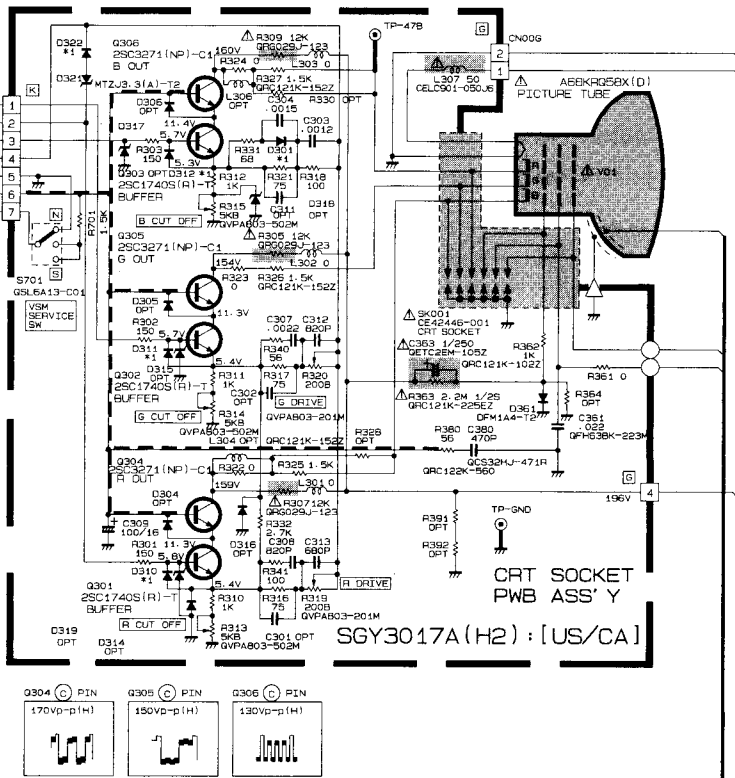 D322
*1
Q306
2SC3271(NP)-C1
B OUT
160V
R309 12K
QRG029J-123
R324 0
L303 0
TP-47B
G
CN00G
2
1
L307 50
CELC901-050J6
A68KRQ58X(D)
PICTURE TUBE
D321
MTZJ3.3(A)-T2
L306
OPT
R327 1.5K
QRC121K-152Z
R330 OPT
K
D306
OPT
11.4V
C304
.0015
C303
.0012
1
2
3
4
5
6
7
D317
R303
150
5.7V
5.3V
R331
68
D301
*1
Q303 OPT
D312 *1
2SC1740S(R)-T
BUFFER
R312
1K
R321
75
R318
100
C311
OPT
D318
OPT
R315
5KB
QVPA803-502M
B CUT OFF
V01
R
G
B
R701
1.5K
N
S
S701
QSL6A13-C01
VSM
SERVICE
SW
Q305
2SC3271(NP)-C1
G OUT
R305 12K
QRG029J-123
154V
L302 0
R323
0
R326 1.5K
QRC121K-152Z
D305
OPT
11.3V
R302
150
5.7V
D311
*1
C307
.0022
C312
820P
R340
56
5.4V
D315
OPT
Q302
2SC1740S(R)-T
BUFFER
R311
1K
R317
75
R320
200B
C302
OPT
G DRIVE
G CUT OFF
R314
5KB
QVPA803-502M
QVPA803-201M
SK001
CE42446-001
CRT SOCKET
C363 1/250
QETC2EM-105Z
R362
1K
QRC121K-102Z
R361 0
R363 2.2M 1/2S
QRC121K-225EZ
D361
DFM1A4-T2
R364
OPT
C361
.022
QFH63BK-223M
L304 OPT
QRC121K-152Z
R328
OPT
R380
56
C380
470P
QCS32HJ-471R
QRC122K-560
Q304
2SC3271(NP)-C1
R OUT
R322 0
R325 1.5K
159V
L301 0
R307 12K
QRG029J-123
G
4
196V
D304
OPT
C309
100/16
D316
OPT
R332
2.7K
TP-GND
R391
OPT
R392
OPT
11.3V
R301
150
5.8V
D310
*1
C308
820P
C313
680P
R341
100
5.4V
R DRIVE
Q301
2SC1740S(R)-T
BUFFER
R310
1K
R316
75
R319
200B
QVPA803-201M
R CUT OFF
R313
5KB
QVPA803-502M
C301 OPT
D319
OPT
D314
OPT
CRT SOCKET
PWB ASS'Y
SGY3017A(H2):[US/CA]
Q304 C PIN
170Vp-p(H)
Q305 C PIN
150Vp-p(H)
Q306 C PIN
130Vp-p(H)